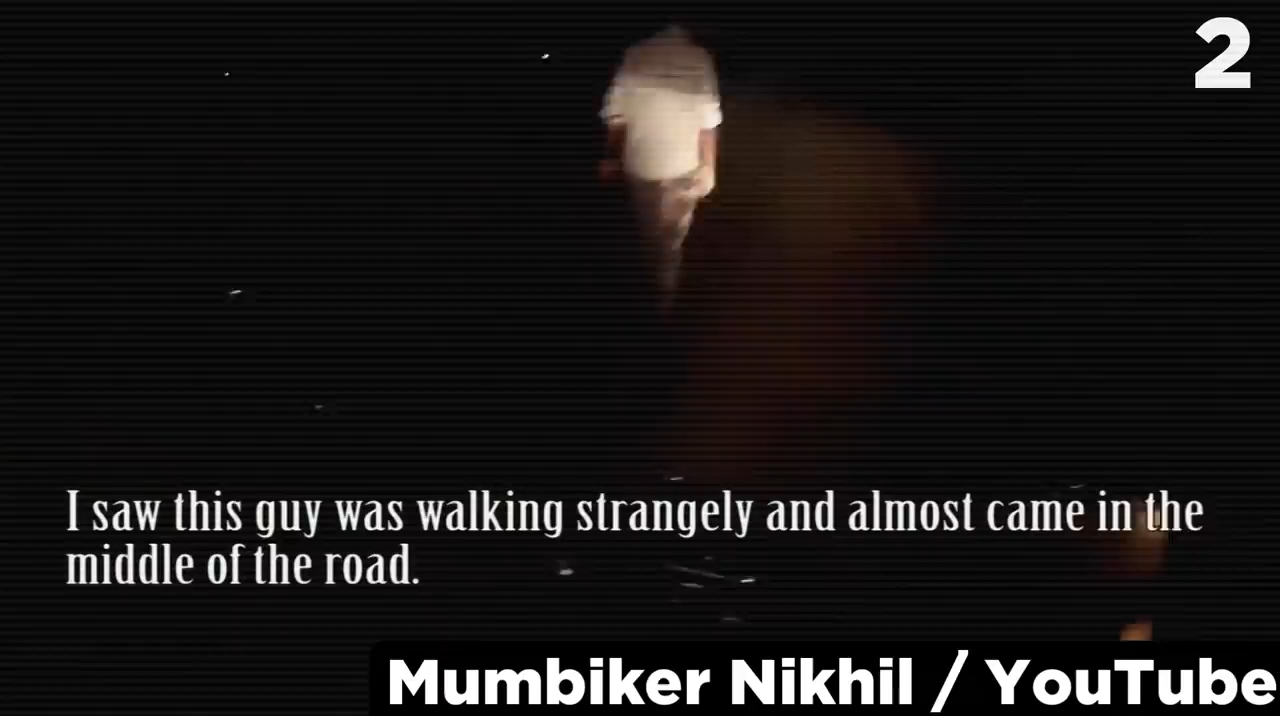 2
I saw this guy was walking strangely and almost came in the
middle of the road.
Mumbiker Nikhil / YouTube